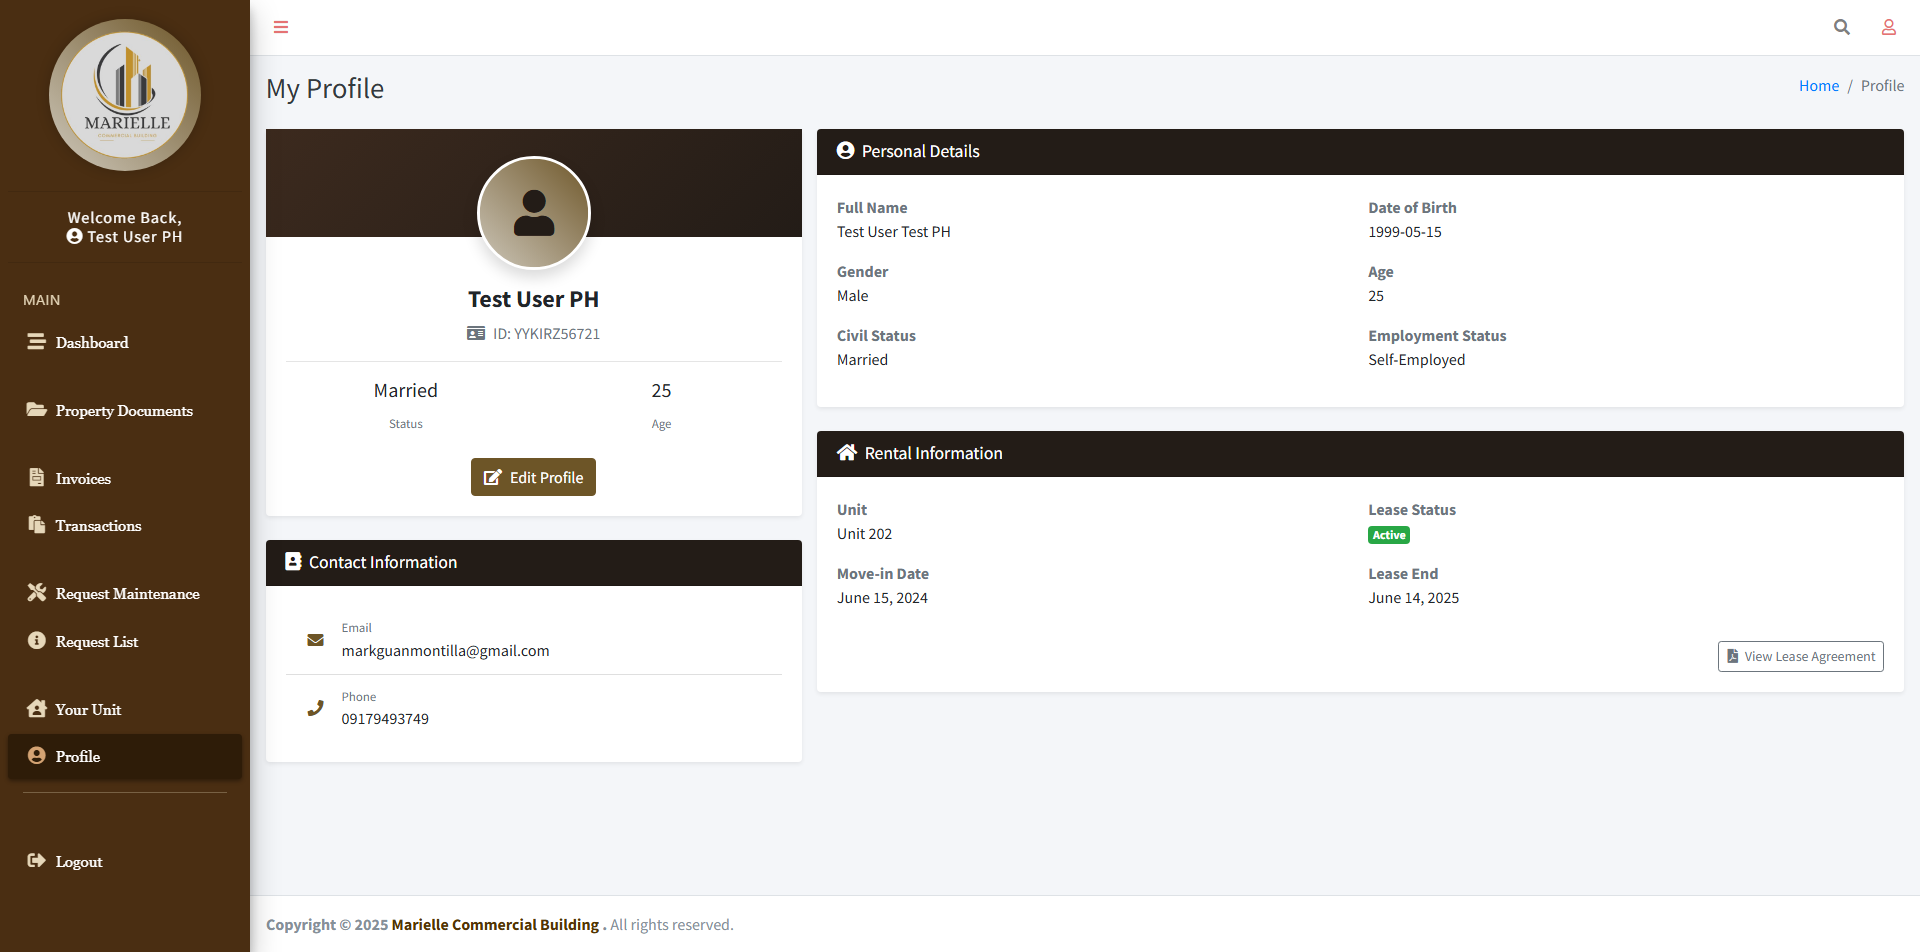 MARIELLE
COMMERCIAL BUILDING
Welcome Back,
Test User PH
MAIN
Dashboard
Property Documents
Invoices
Transactions
Request Maintenance
Request List
Your Unit
Profile
Logout
My Profile
Home / Profile
Test User PH
ID: YYKIRZ56721
Married
Status
25
Age
Edit Profile
Contact Information
Email
markguanmontilla@gmail.com
Phone
09179493749
Personal Details
Full Name
Test User Test PH
Date of Birth
1999-05-15
Gender
Male
Age
25
Civil Status
Married
Employment Status
Self-Employed
Rental Information
Unit
Unit 202
Lease Status
Active
Move-in Date
June 15, 2024
Lease End
June 14, 2025
View Lease Agreement
Copyright © 2025 Marielle Commercial Building . All rights reserved.